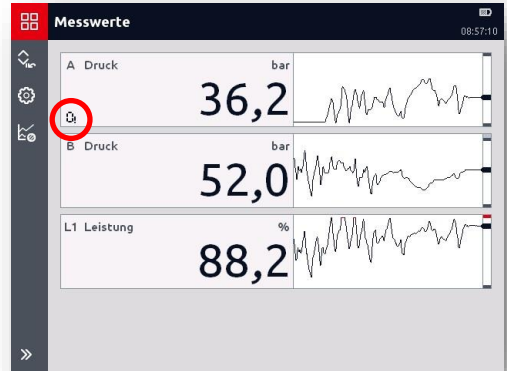 Messwerte
08:57:10
A Druck bar
36,2
B Druck bar
52,0
L1 Leistung %
88,2